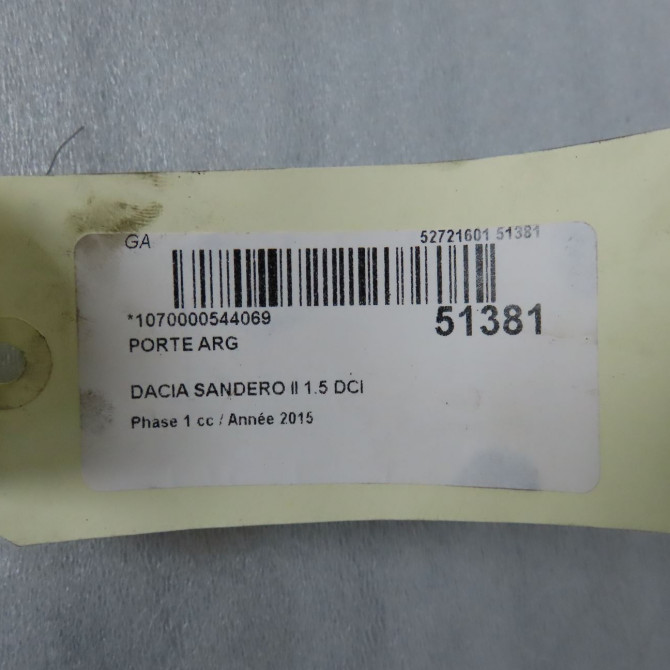 GA 52721601 51381
*1070000544069 51381
PORTE ARG
DACIA SANDERO II 1.5 DCI
Phase 1 cc / Année 2015